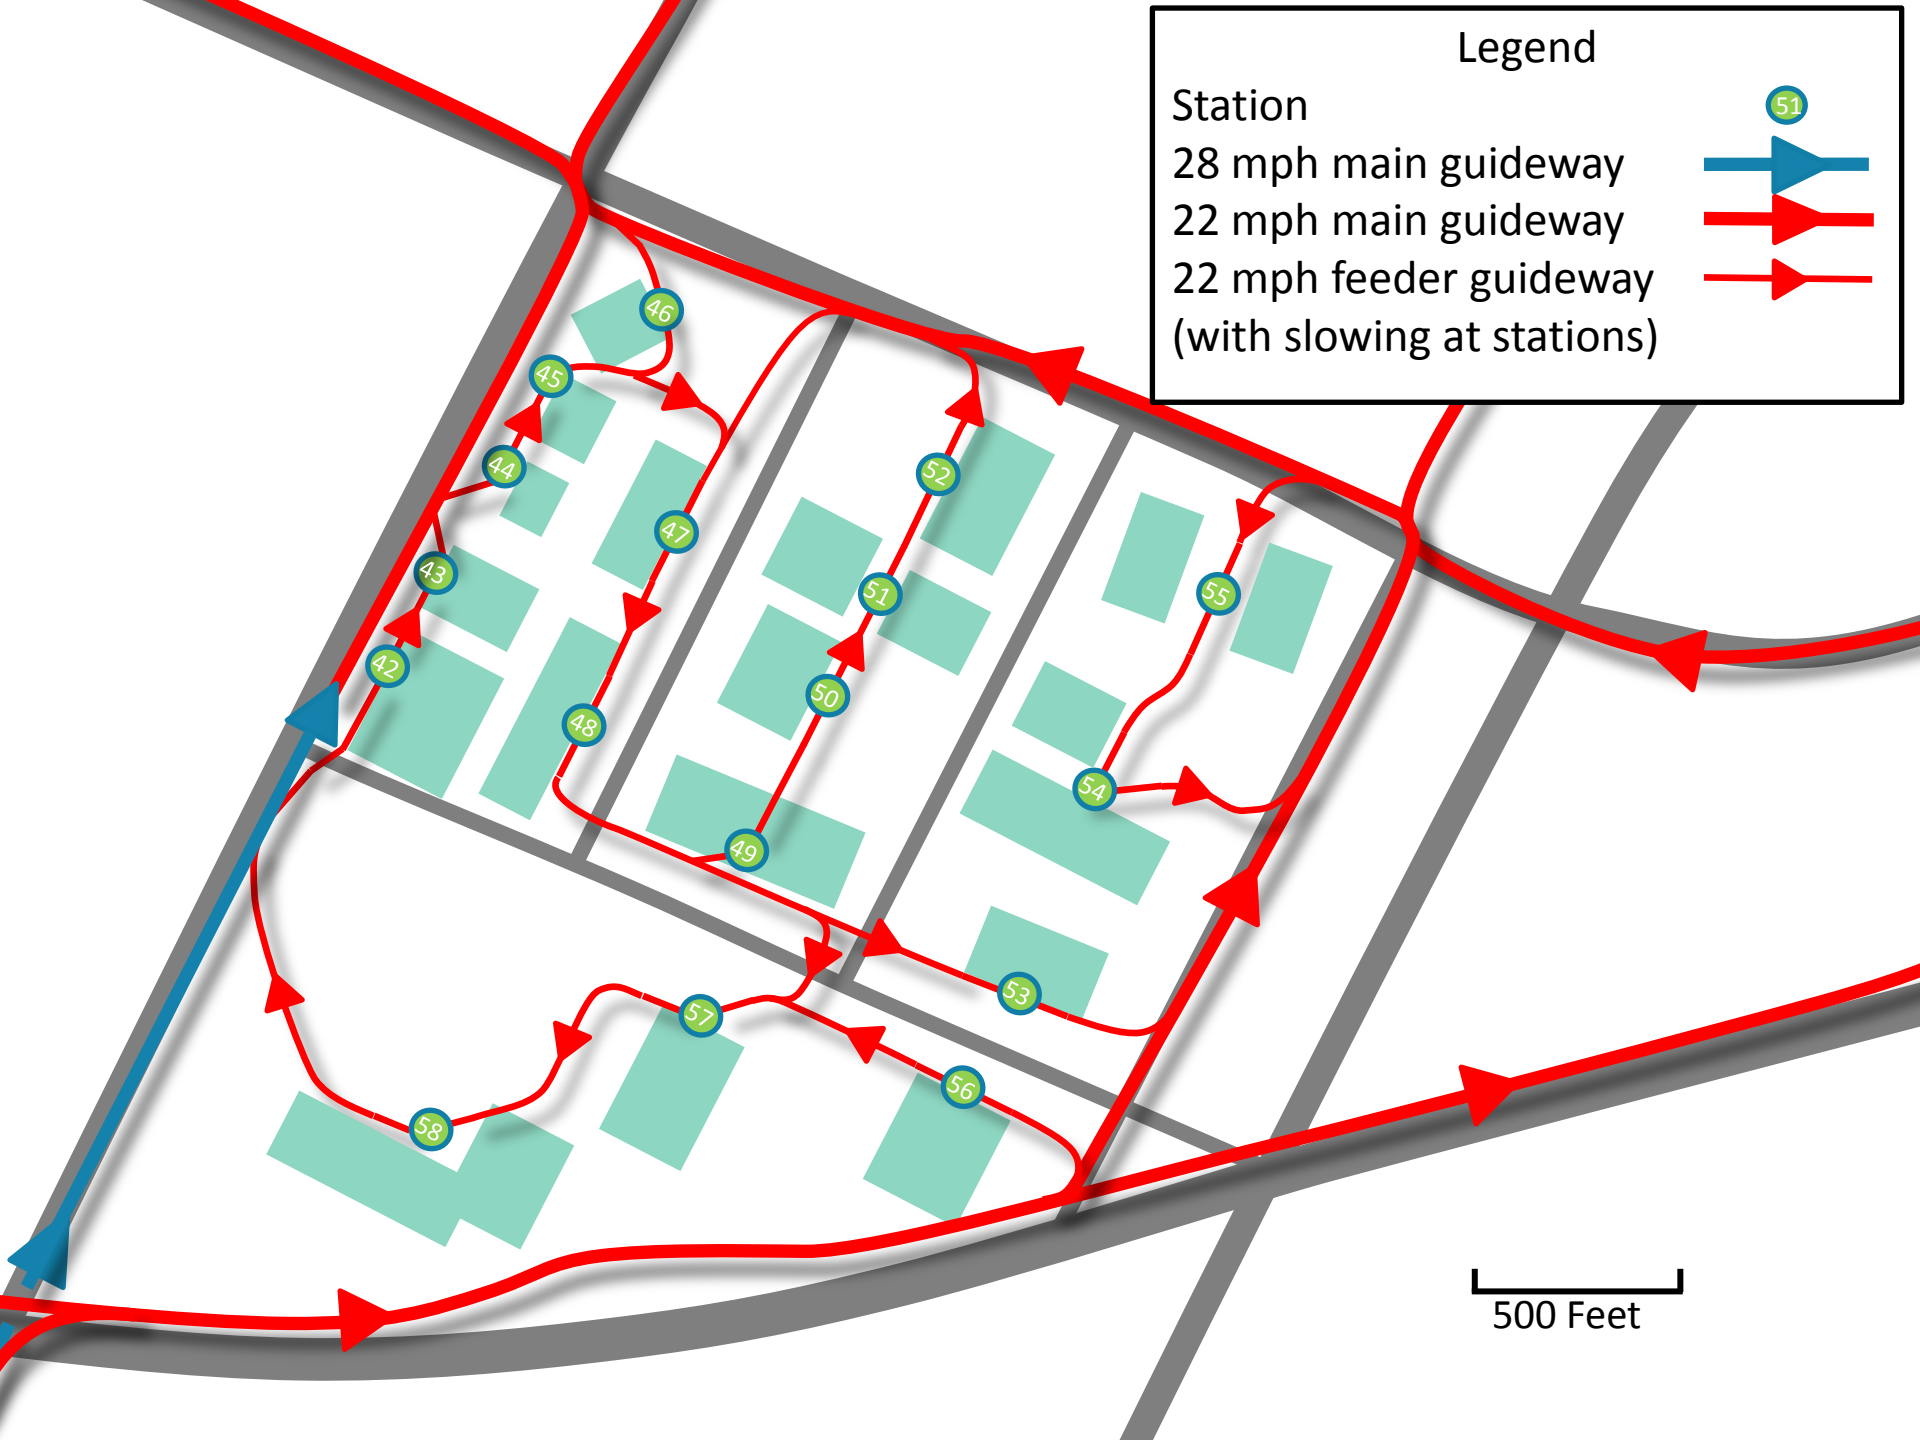 Legend
Station 51
28 mph main guideway
22 mph main guideway
22 mph feeder guideway
(with slowing at stations)
46
45
44
43
42
47
48
52
51
50
49
55
54
53
57
56
58
500 Feet